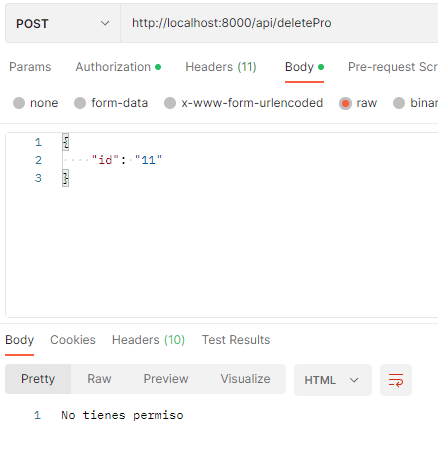 POST http://localhost:8000/api/deletePro
Params Authorization Headers (11) Body Pre-request Scr
none form-data x-www-form-urlencoded raw binar
1 {
2 "id": "11"
3 }
Body Cookies Headers (10) Test Results
Pretty Raw Preview Visualize HTML
1 No tienes permiso